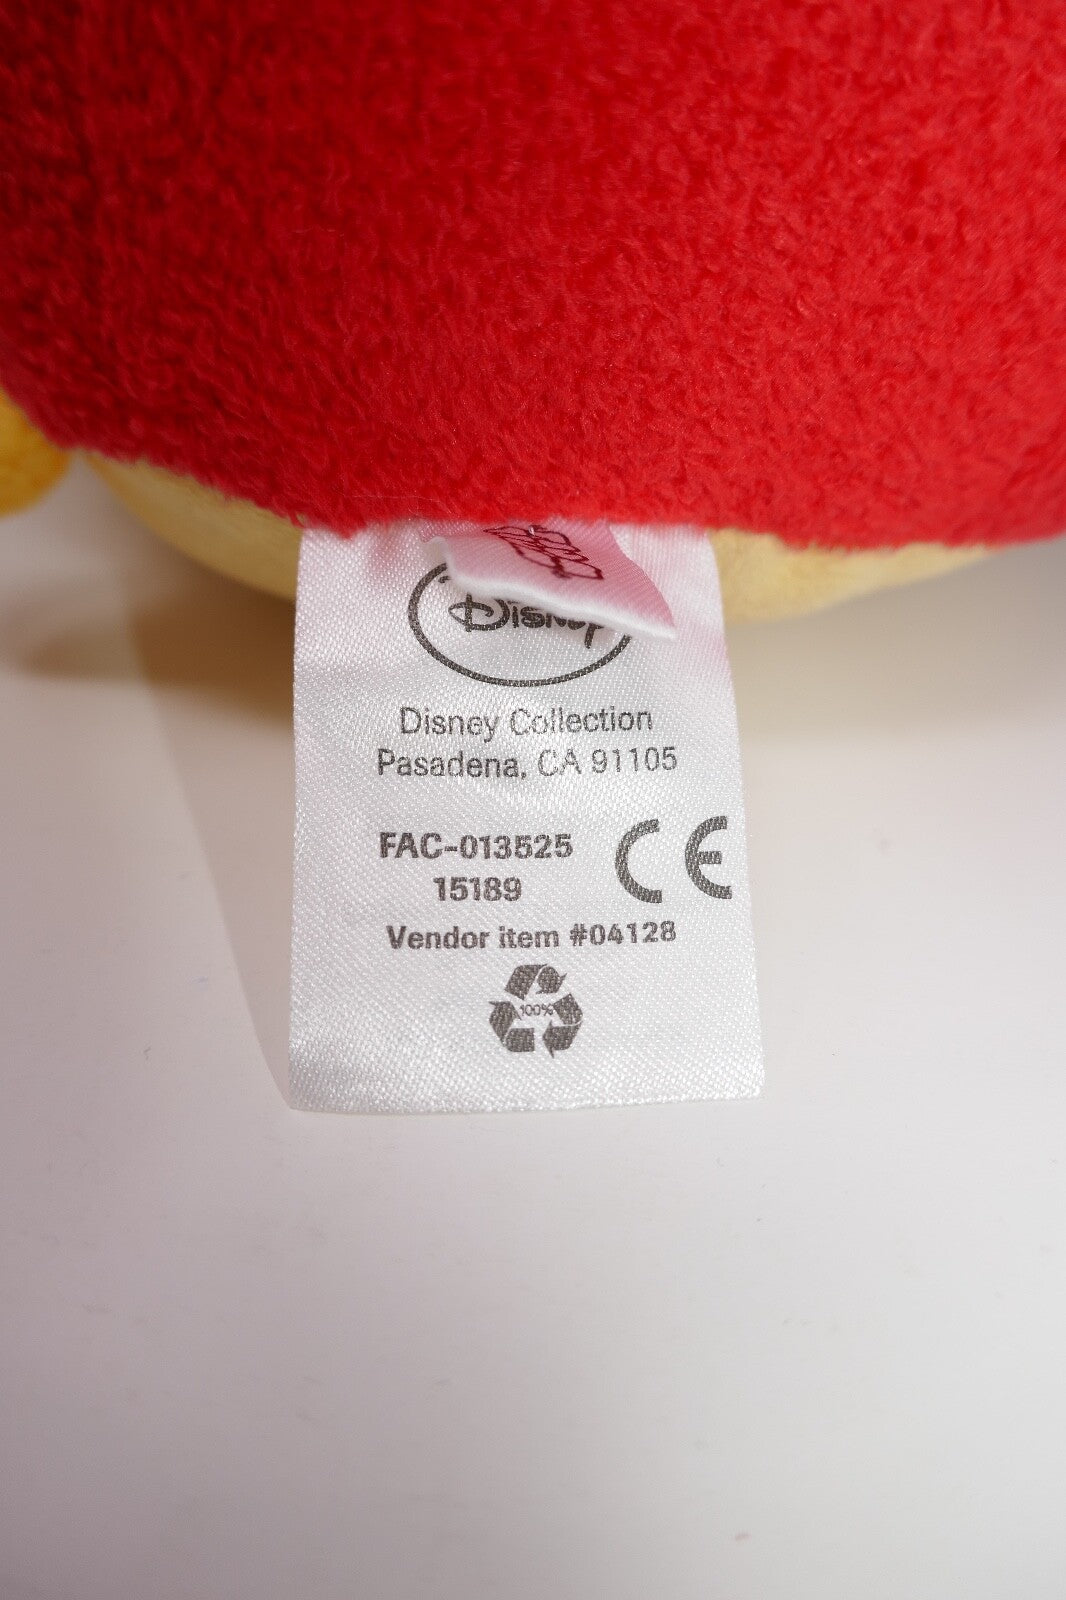 Disney
Disney Collection
Pasadena, CA 91105
FAC-013525
CE
15189
Vendor item #04128
100%